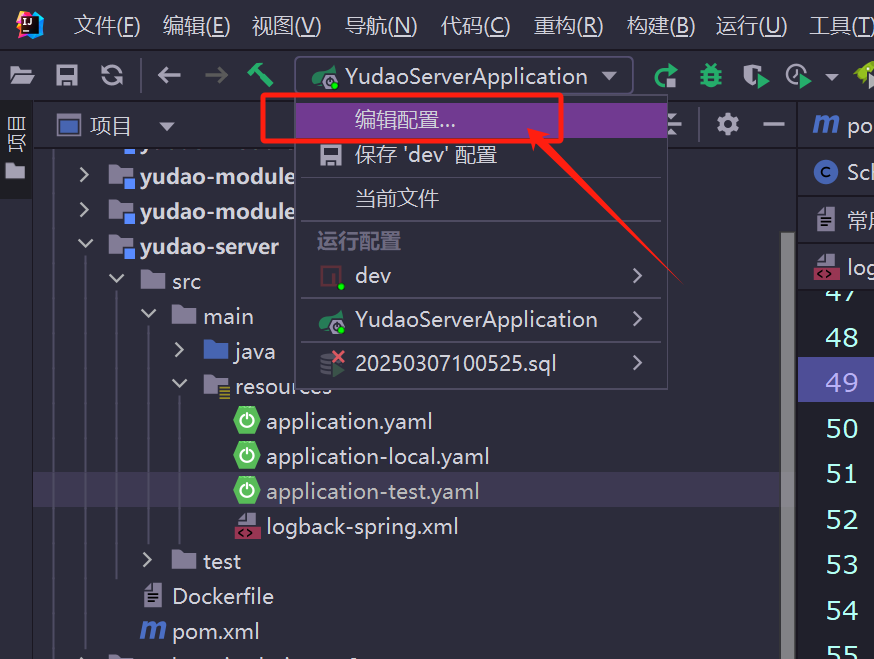 文件(F) 编辑(E) 视图(V) 导航(N) 代码(C) 重构(R) 构建(B) 运行(U) 工具(T)
YudaoServerApplication
项目
项目
编辑配置...
保存 'dev' 配置
当前文件
运行配置
dev
YudaoServerApplication
20250307100525.sql
yudao-module
yudao-module
yudao-server
src
main
java
resources
application.yaml
application-local.yaml
application-test.yaml
logback-spring.xml
test
Dockerfile
pom.xml
m po
C Sc
常
log
47
48
49
50
51
52
53
54
55